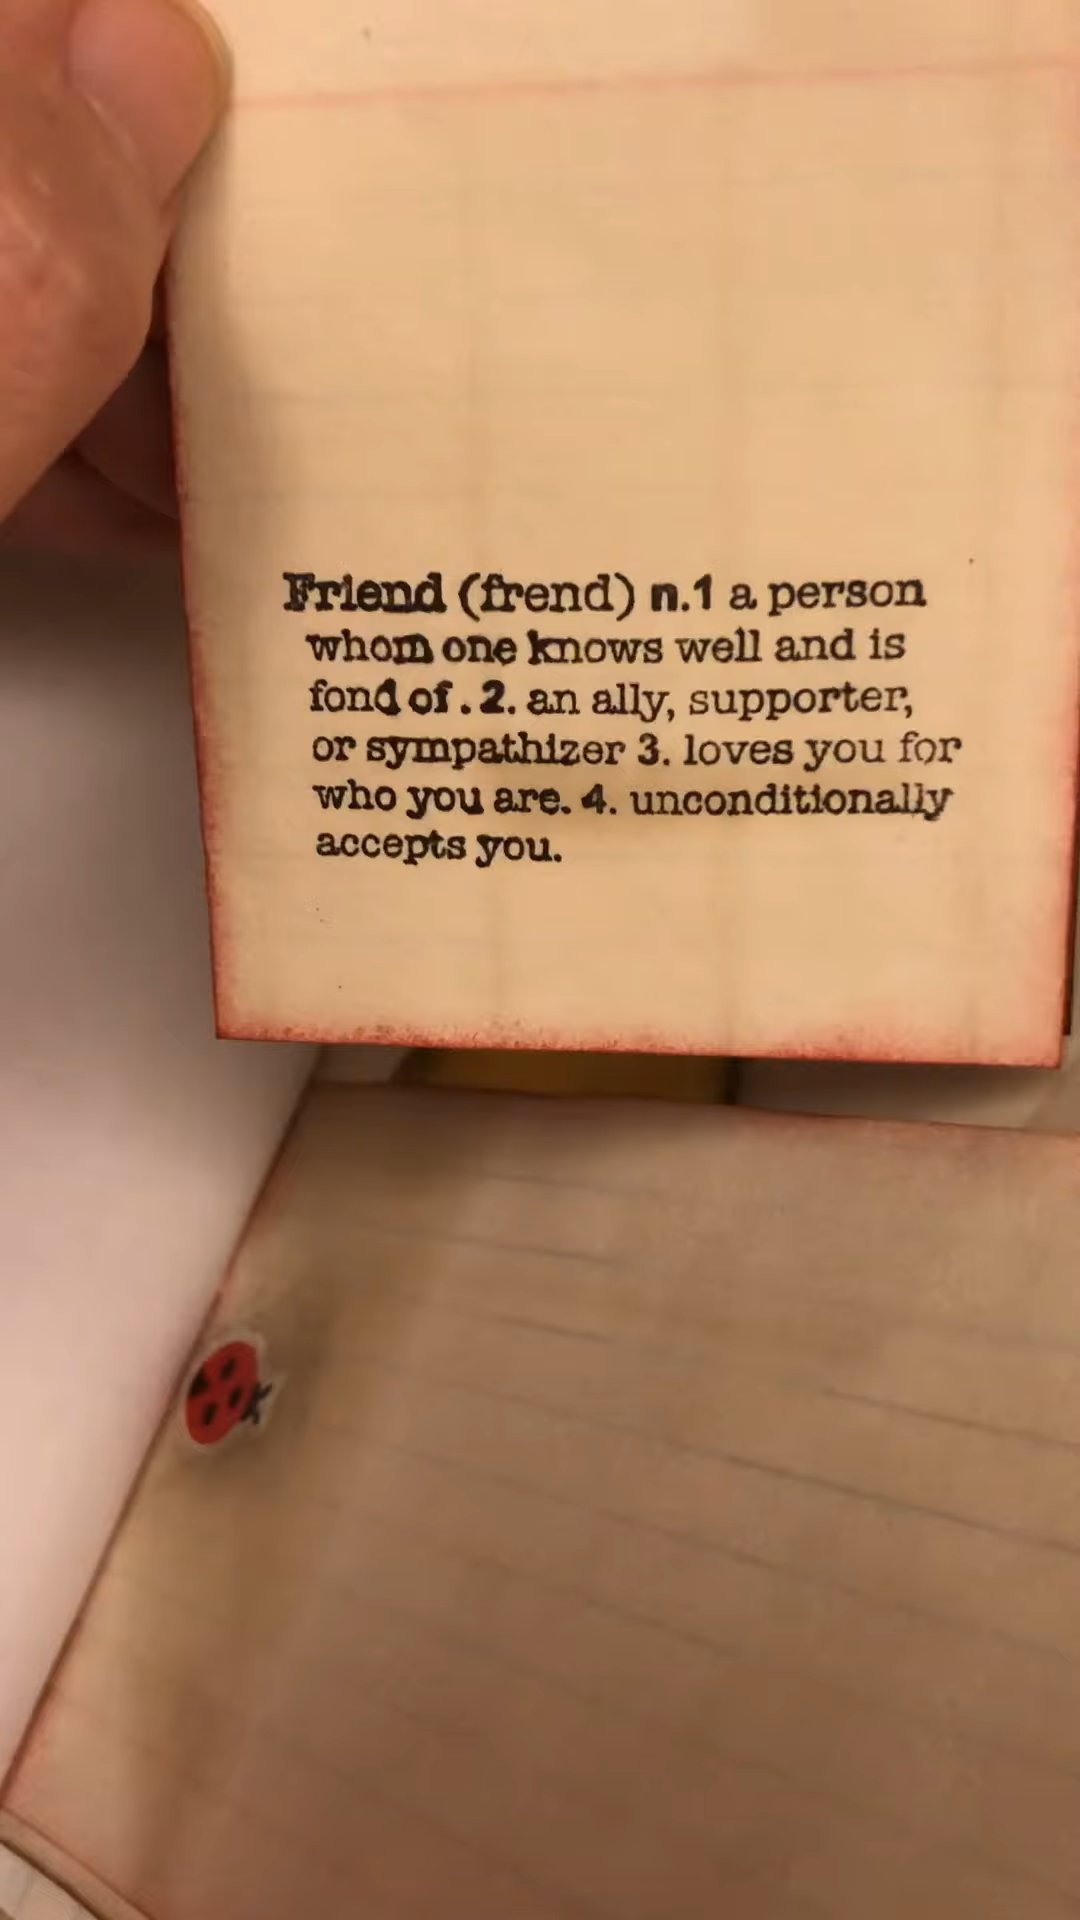 Friend (frend) n.1 a person
whom one knows well and is
fond of . 2. an ally, supporter,
or sympathizer 3. loves you for
who you are. 4. unconditionally
accepts you.